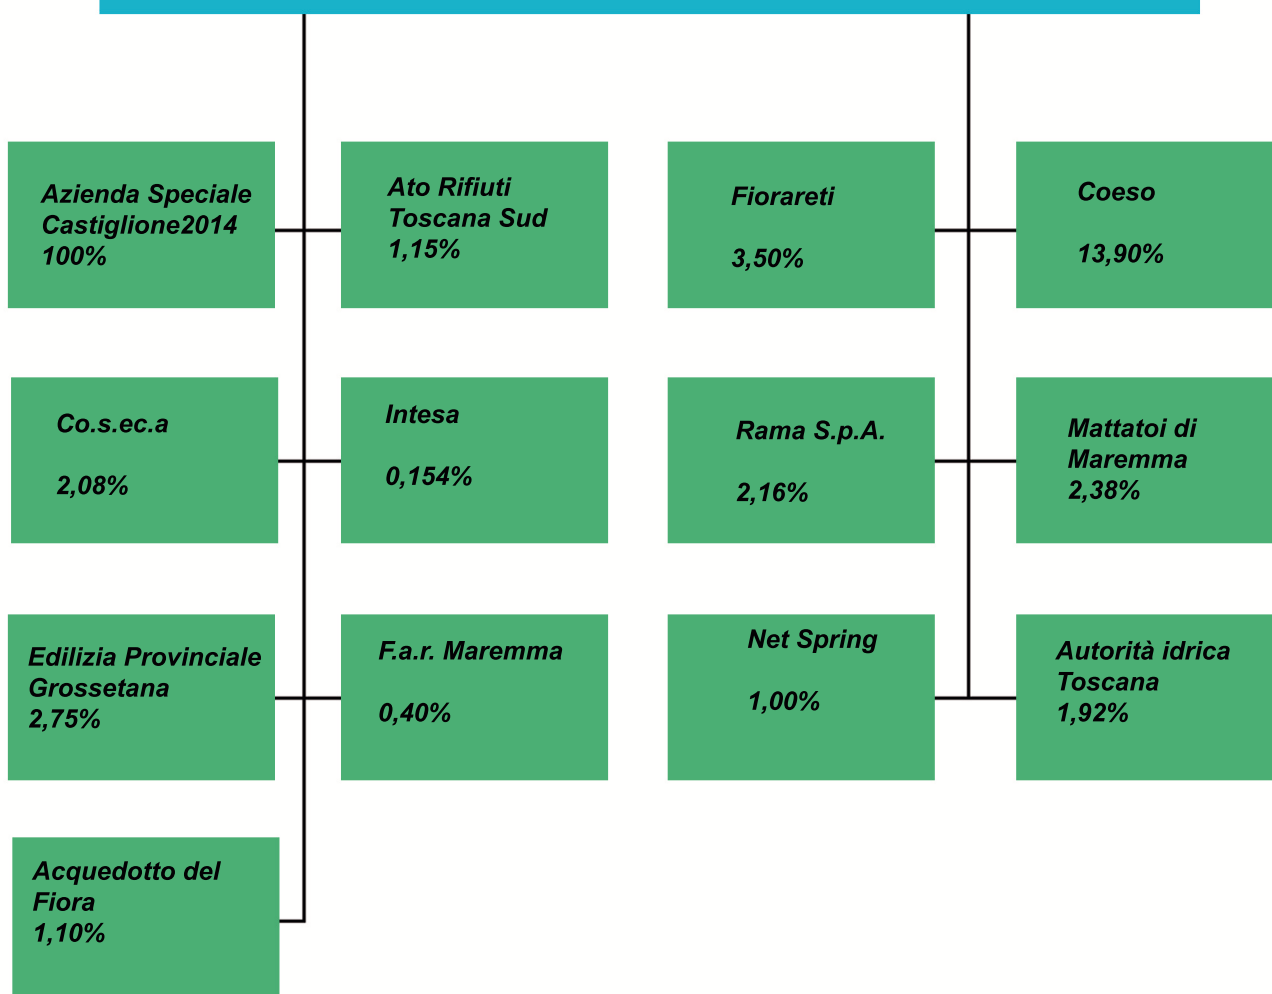 Azienda Speciale
Castiglione2014
100%
Ato Rifiuti
Toscana Sud
1,15%
Fiorareti
3,50%
Coeso
13,90%
Co.s.ec.a
2,08%
Intesa
0,154%
Rama S.p.A.
2,16%
Mattatoi di
Maremma
2,38%
Edilizia Provinciale
Grossetana
2,75%
F.a.r. Maremma
0,40%
Net Spring
1,00%
Autorità idrica
Toscana
1,92%
Acquedotto del
Fiora
1,10%